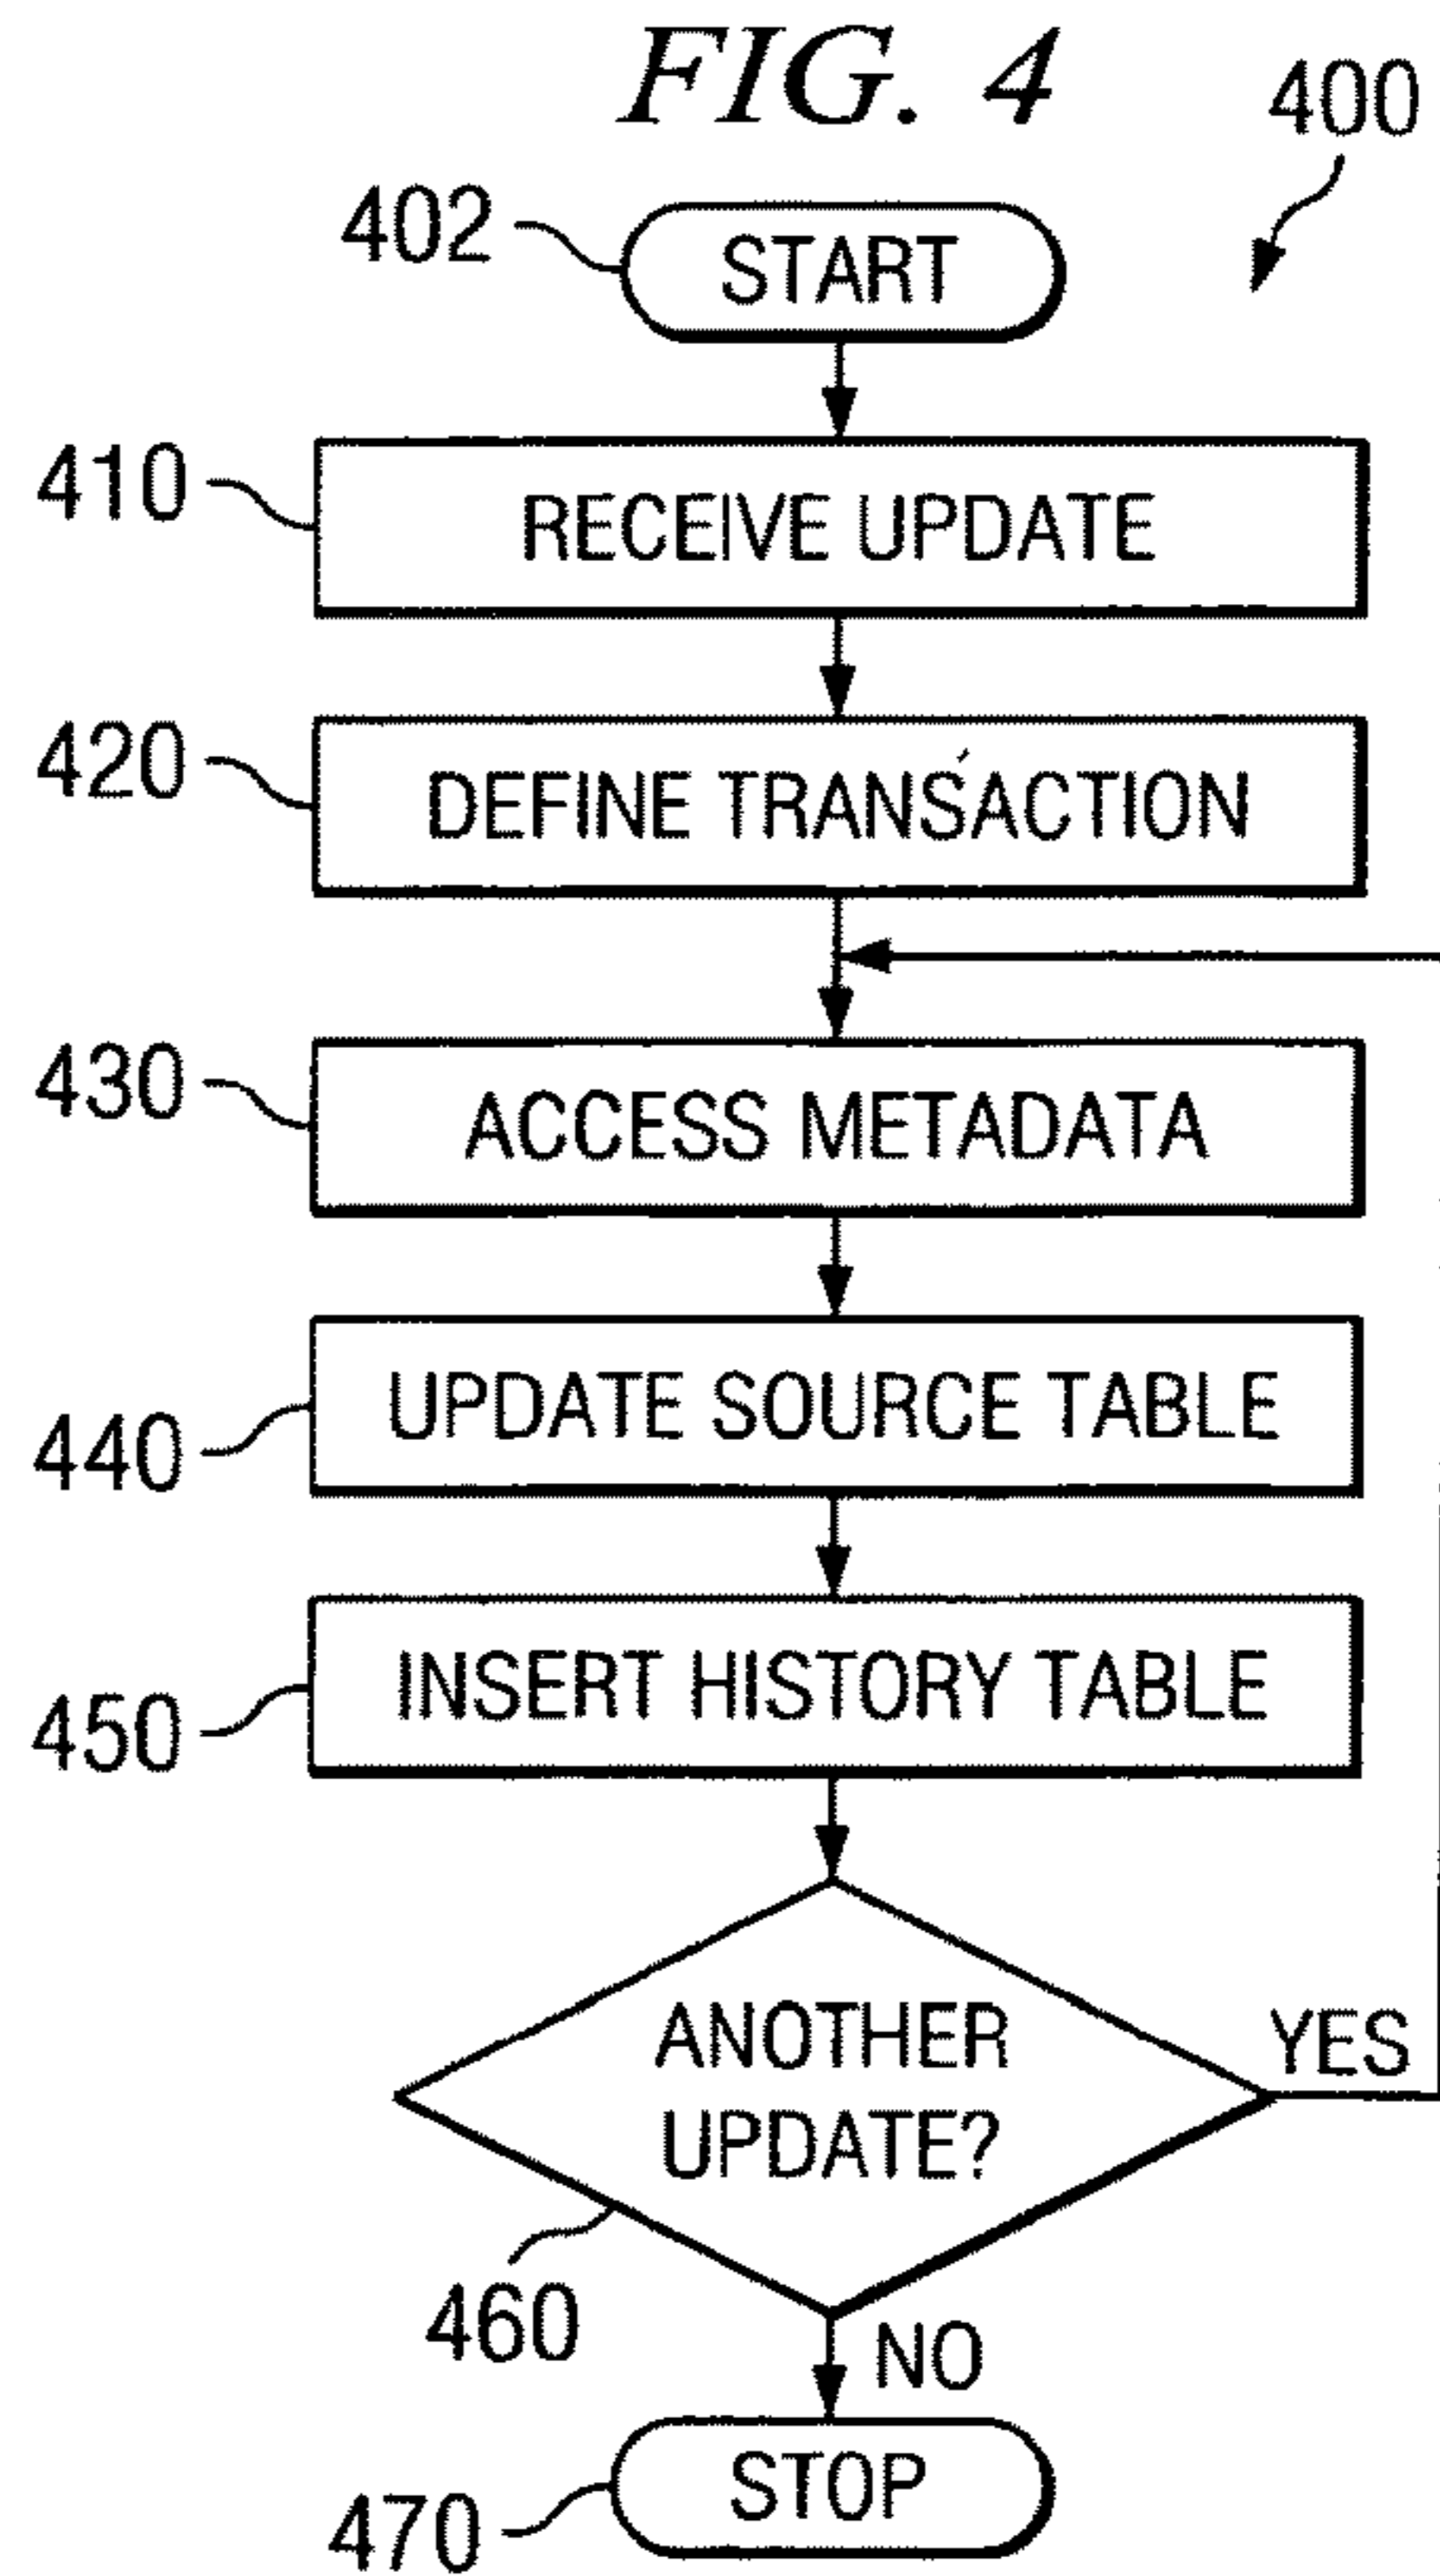 FIG. 4
400
402
START
410
RECEIVE UPDATE
420
DEFINE TRANSACTION
430
ACCESS METADATA
440
UPDATE SOURCE TABLE
450
INSERT HISTORY TABLE
ANOTHER
UPDATE?
YES
460
NO
STOP
470